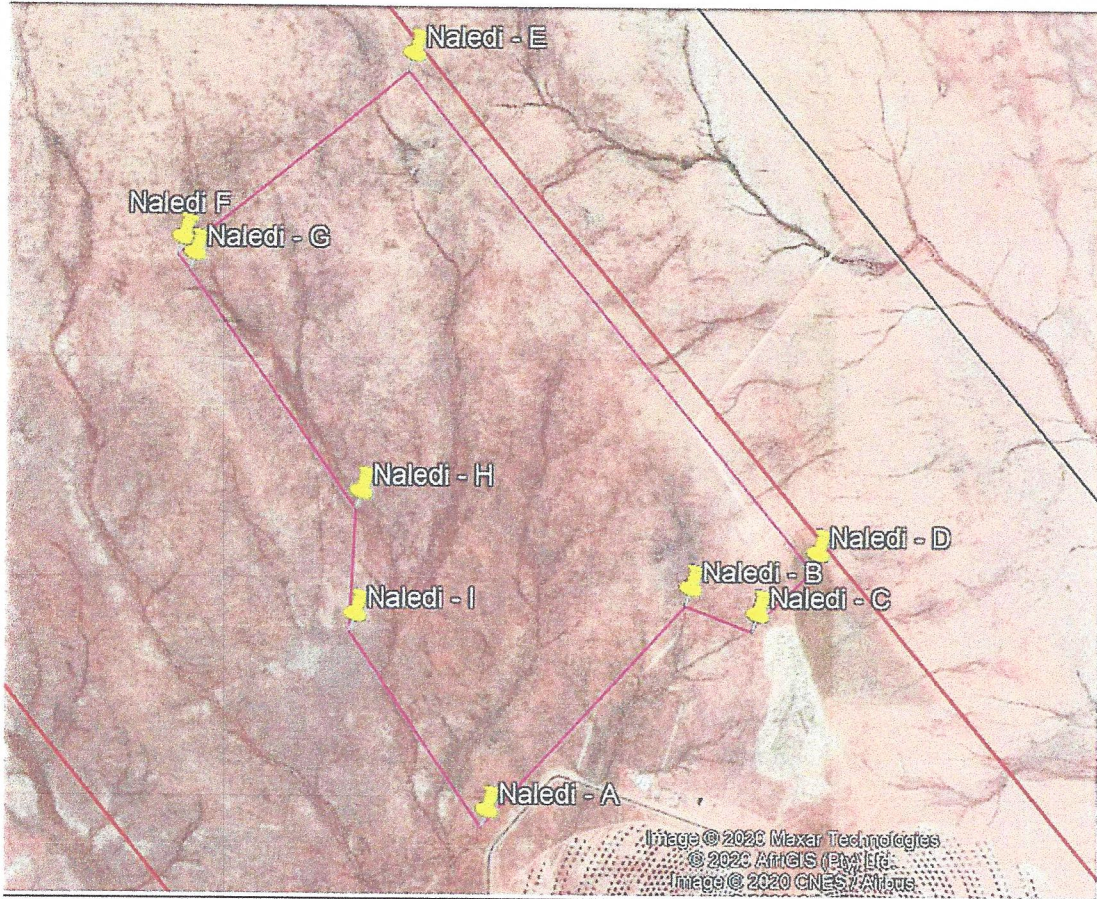 Naledi - E
Naledi F
Naledi - G
Naledi - H
Naledi - D
Naledi - B
Naledi - I
Naledi - C
Naledi - A
Image © 2020 Maxar Technologies
© 2020 AfriGIS (Pty) Ltd.
Image © 2020 CNES / Airbus